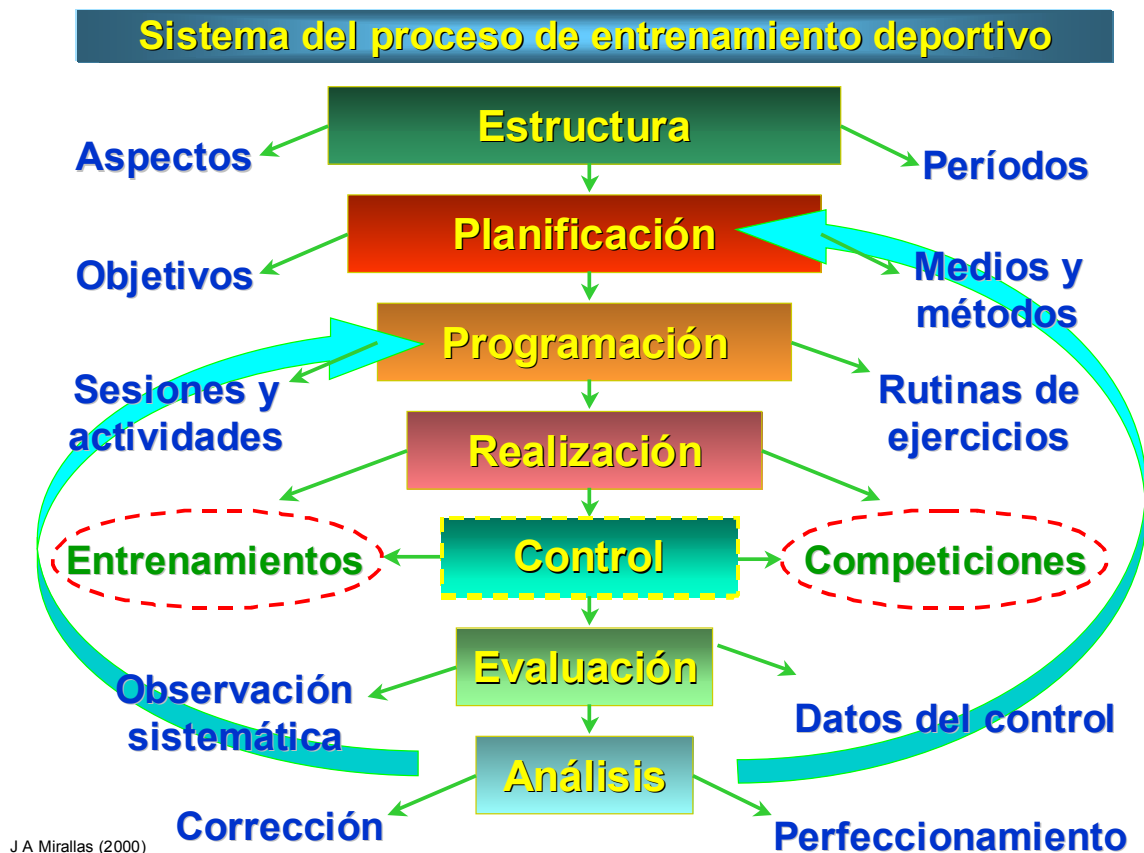 Sistema del proceso de entrenamiento deportivo
Estructura
Aspectos
Períodos
Planificación
Objetivos
Medios y
métodos
Programación
Sesiones y
actividades
Rutinas de
ejercicios
Realización
Entrenamientos
Control
Competiciones
Evaluación
Observación
sistemática
Datos del control
Análisis
Corrección
Perfeccionamiento
J A Mirallas (2000)